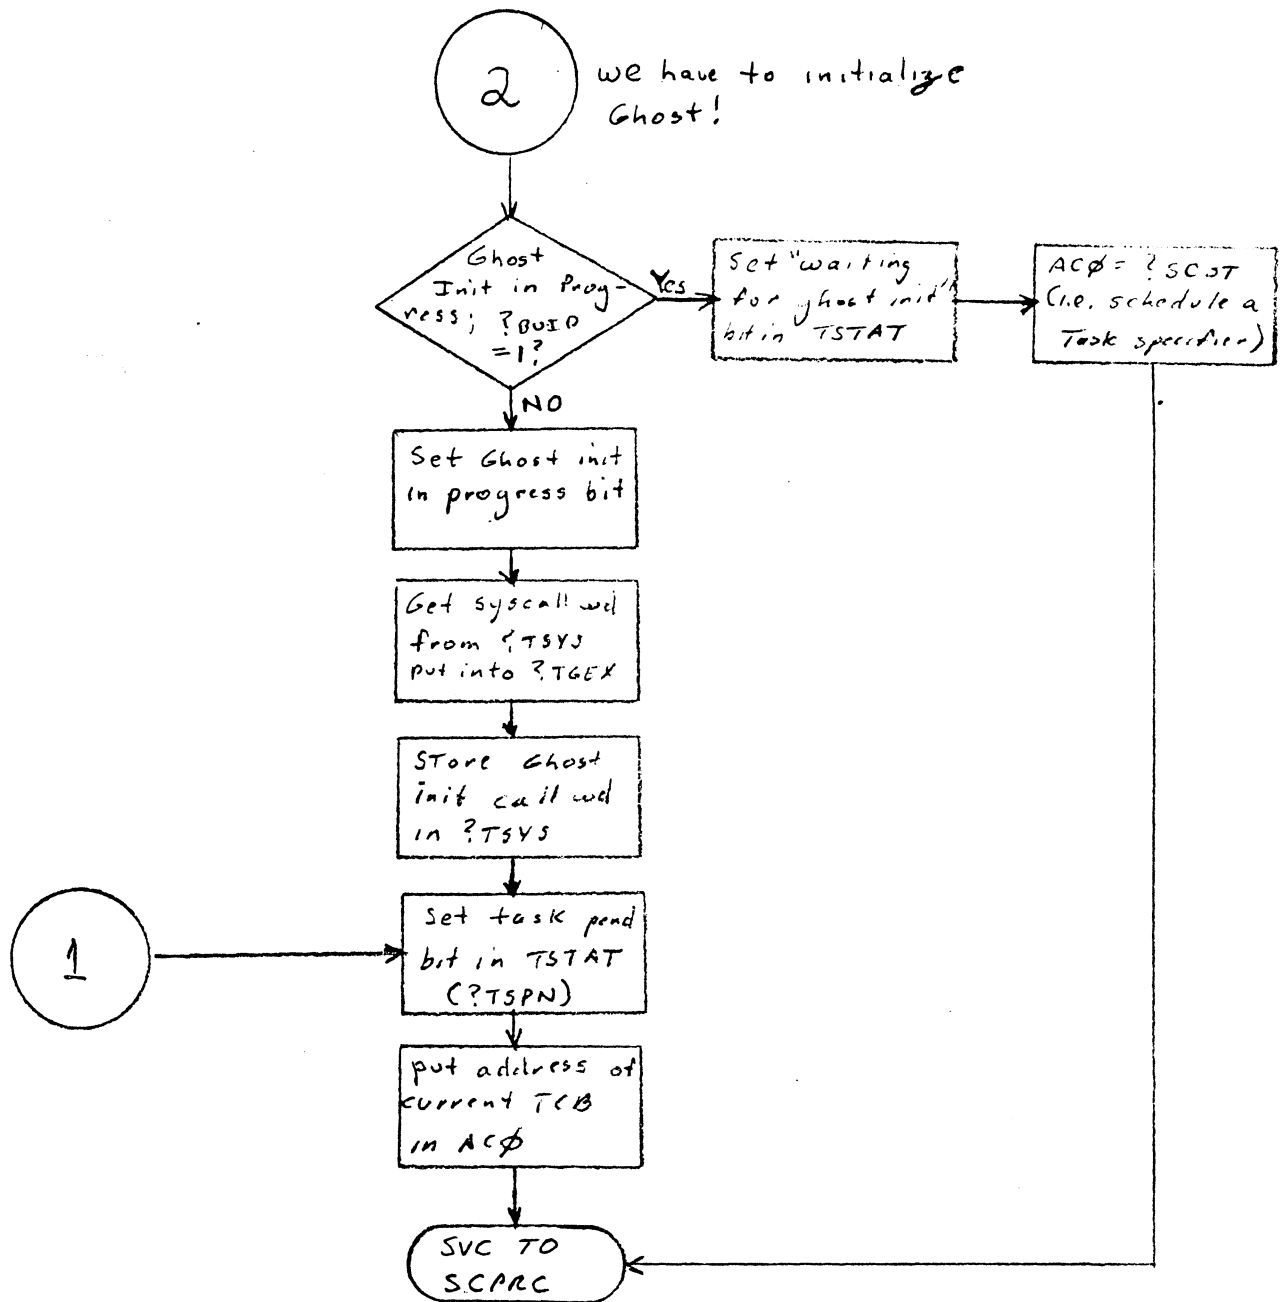 2
we have to initialize
Ghost!
Ghost
Init in Prog-
ress; ?BUID
=1?
Yes
Set "waiting
for ghost init"
bit in TSTAT
ACØ = ?SCST
(i.e. schedule a
Task specifier)
NO
Set Ghost init
in progress bit
Get syscall wd
from ?TSYS
put into ?TGEX
STore Ghost
init call wd
in ?TSYS
1
Set task pend
bit in TSTAT
(?TSPN)
put address of
current TCB
in ACØ
SVC TO
SCPRC